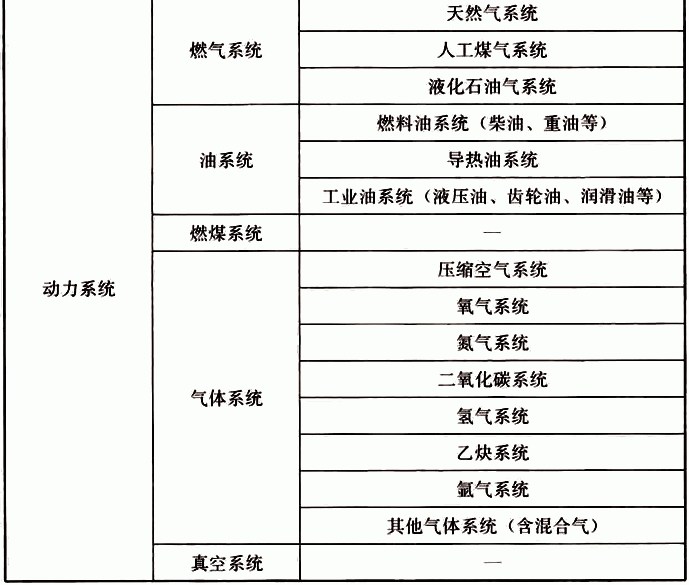 动力系统
燃气系统
天然气系统
人工煤气系统
液化石油气系统
油系统
燃料油系统（柴油、重油等）
导热油系统
工业油系统（液压油、齿轮油、润滑油等）
燃煤系统
—
气体系统
压缩空气系统
氧气系统
氮气系统
二氧化碳系统
氢气系统
乙炔系统
氩气系统
其他气体系统（含混合气）
真空系统
—